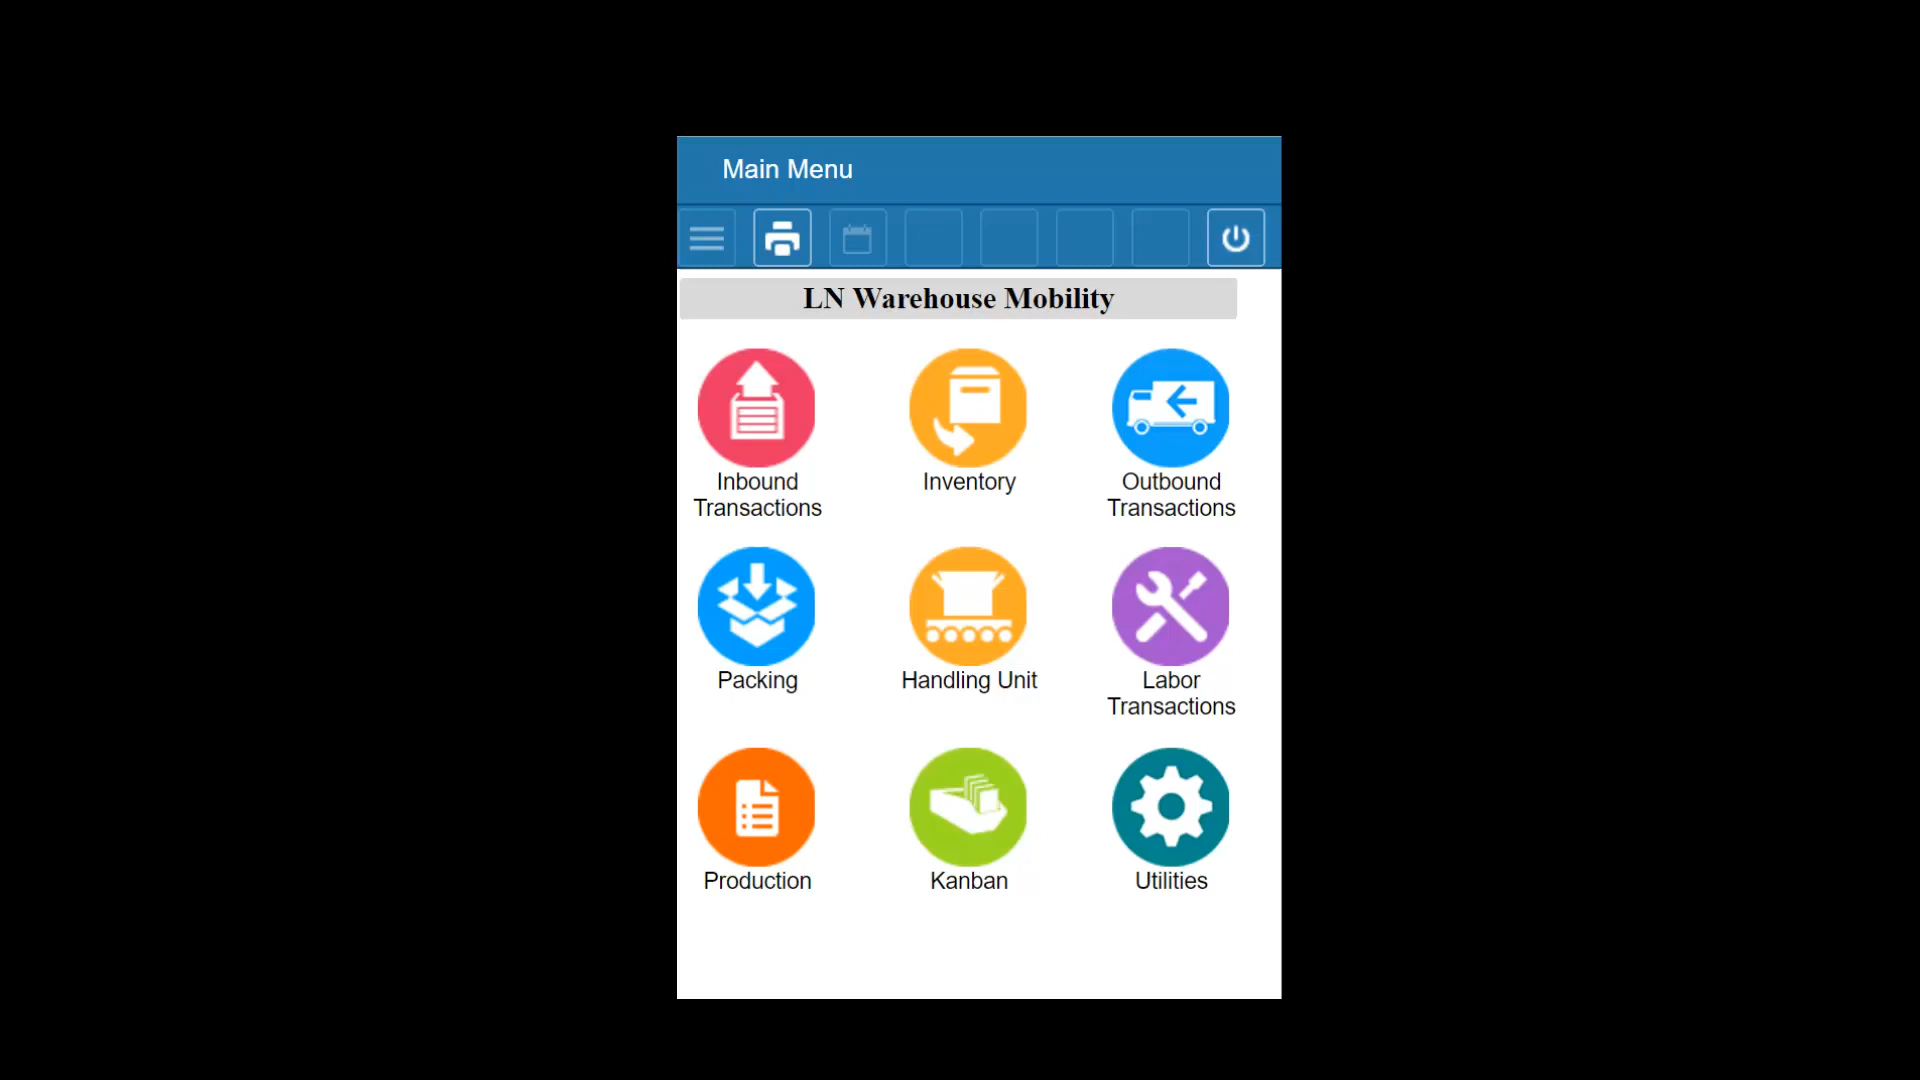 Main Menu
LN Warehouse Mobility
Inbound
Transactions
Inventory
Outbound
Transactions
Packing
Handling Unit
Labor
Transactions
Production
Kanban
Utilities